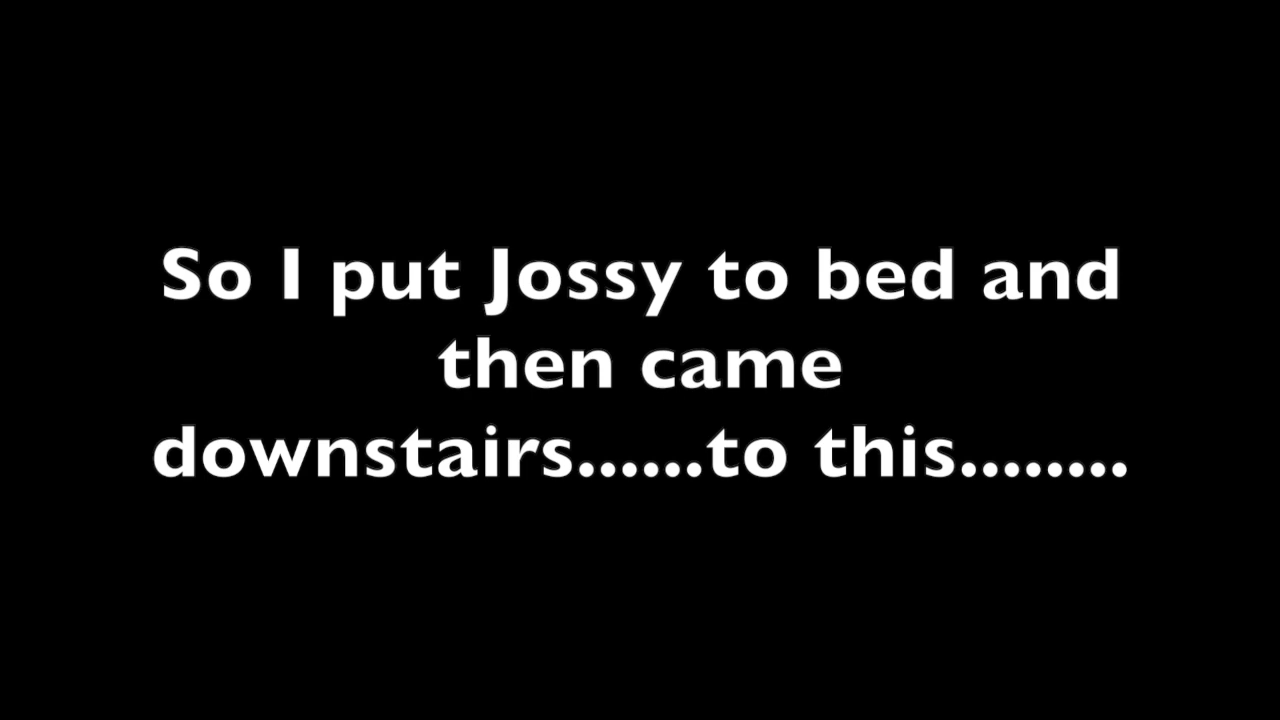 So I put Jossy to bed and
then came
downstairs......to this........